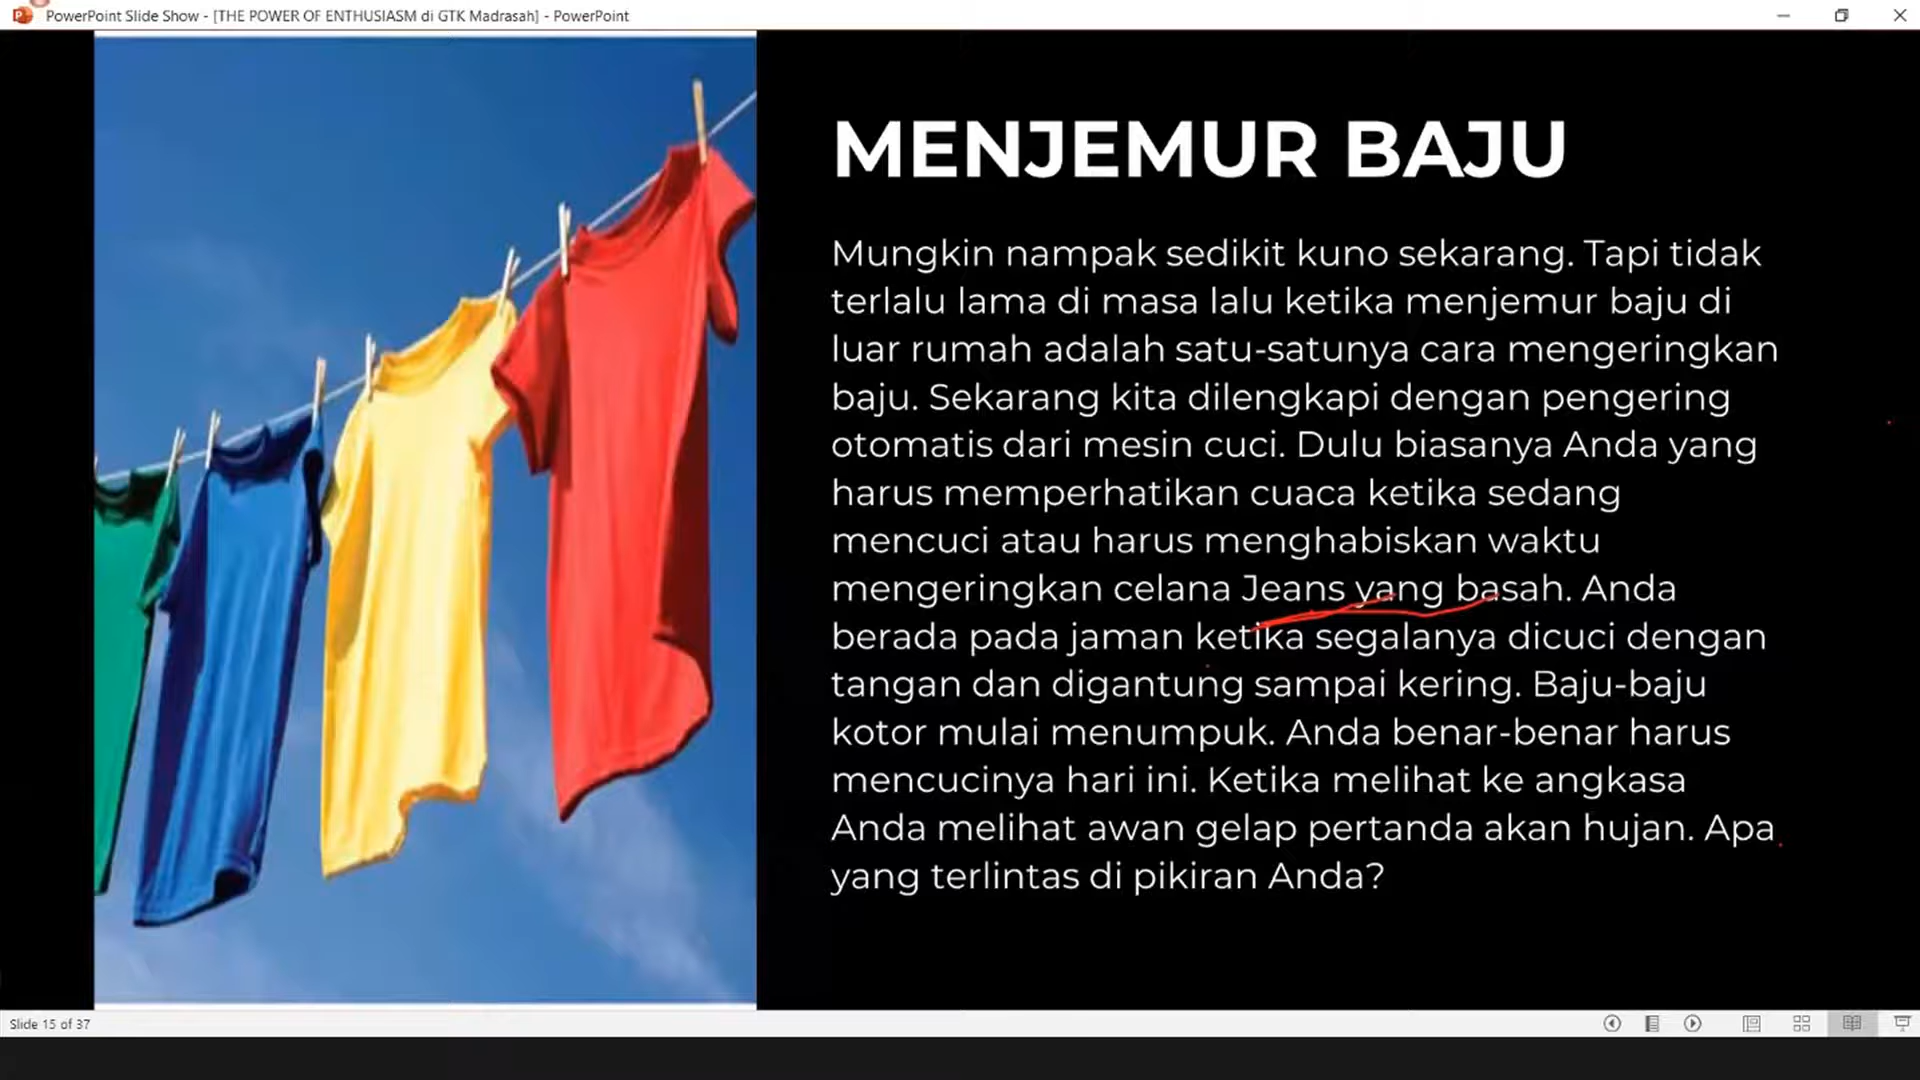 PowerPoint Slide Show - [THE POWER OF ENTHUSIASM di GTK Madrasah] - PowerPoint
MENJEMUR BAJU
Mungkin nampak sedikit kuno sekarang. Tapi tidak
terlalu lama di masa lalu ketika menjemur baju di
luar rumah adalah satu-satunya cara mengeringkan
baju. Sekarang kita dilengkapi dengan pengering
otomatis dari mesin cuci. Dulu biasanya Anda yang
harus memperhatikan cuaca ketika sedang
mencuci atau harus menghabiskan waktu
mengeringkan celana Jeans yang basah. Anda
berada pada jaman ketika segalanya dicuci dengan
tangan dan digantung sampai kering. Baju-baju
kotor mulai menumpuk. Anda benar-benar harus
mencucinya hari ini. Ketika melihat ke angkasa
Anda melihat awan gelap pertanda akan hujan. Apa
yang terlintas di pikiran Anda?
Slide 15 of 37